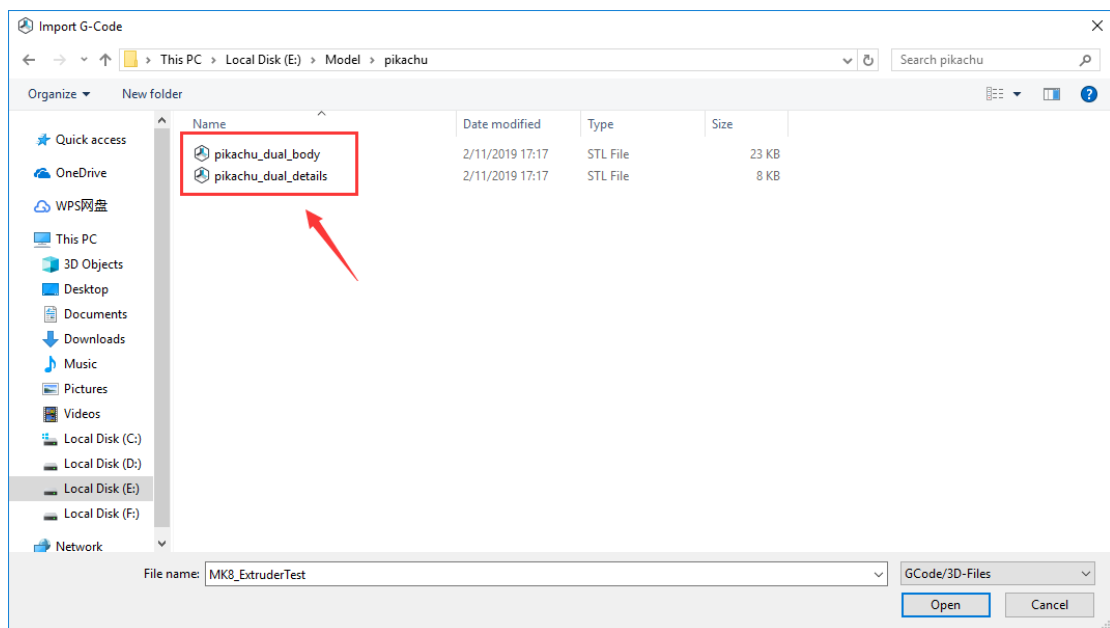 Import G-Code
This PC > Local Disk (E:) > Model > pikachu
Search pikachu
Organize
New folder
Name Date modified Type Size
pikachu_dual_body 2/11/2019 17:17 STL File 23 KB
pikachu_dual_details 2/11/2019 17:17 STL File 8 KB
Quick access
OneDrive
WPS网盘
This PC
3D Objects
Desktop
Documents
Downloads
Music
Pictures
Videos
Local Disk (C:)
Local Disk (D:)
Local Disk (E:)
Local Disk (F:)
Network
File name: MK8_ExtruderTest
GCode/3D-Files
Open Cancel